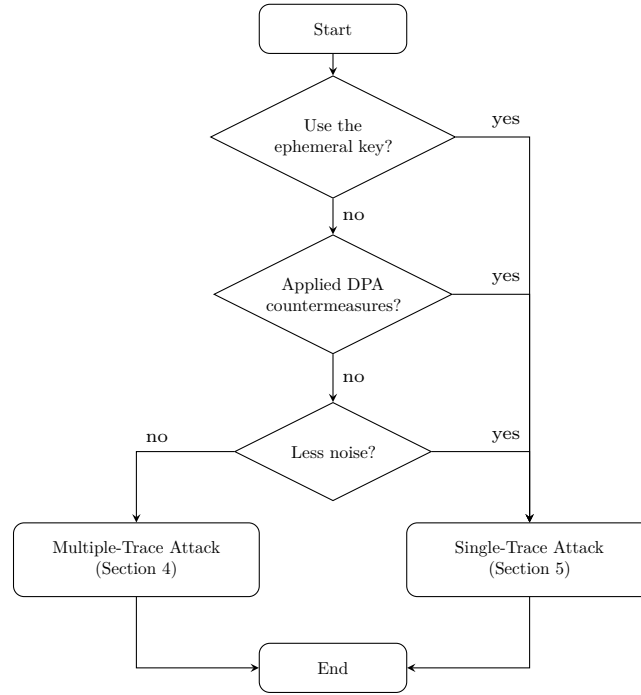 Start
Use the
ephemeral key?
yes
no
Applied DPA
countermeasures?
yes
no
Less noise?
no
yes
Multiple-Trace Attack
(Section 4)
Single-Trace Attack
(Section 5)
End